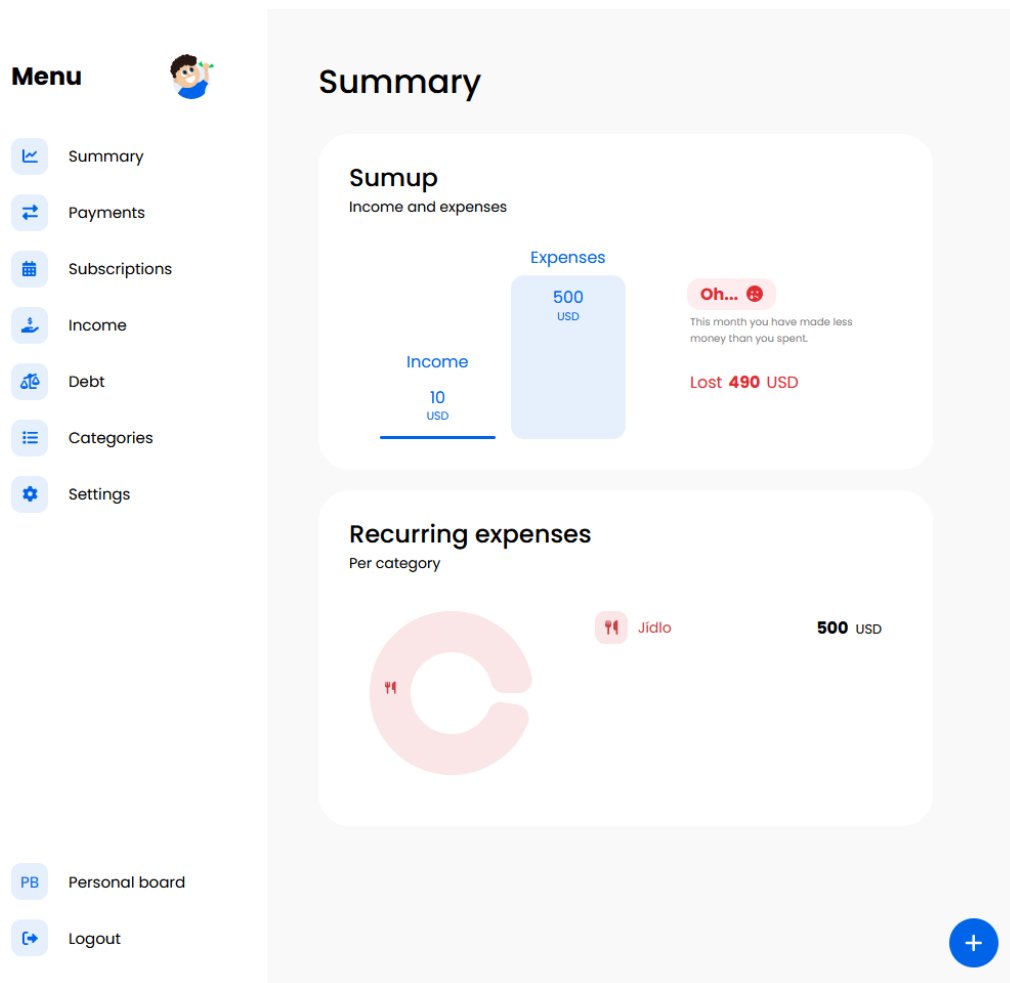 Menu
Summary
Payments
Subscriptions
Income
Debt
Categories
Settings
PB Personal board
Logout
Summary
Sumup
Income and expenses
Expenses
500
USD
Income
10
USD
Oh...
This month you have made less
money than you spent.
Lost 490 USD
Recurring expenses
Per category
Jídlo 500 USD